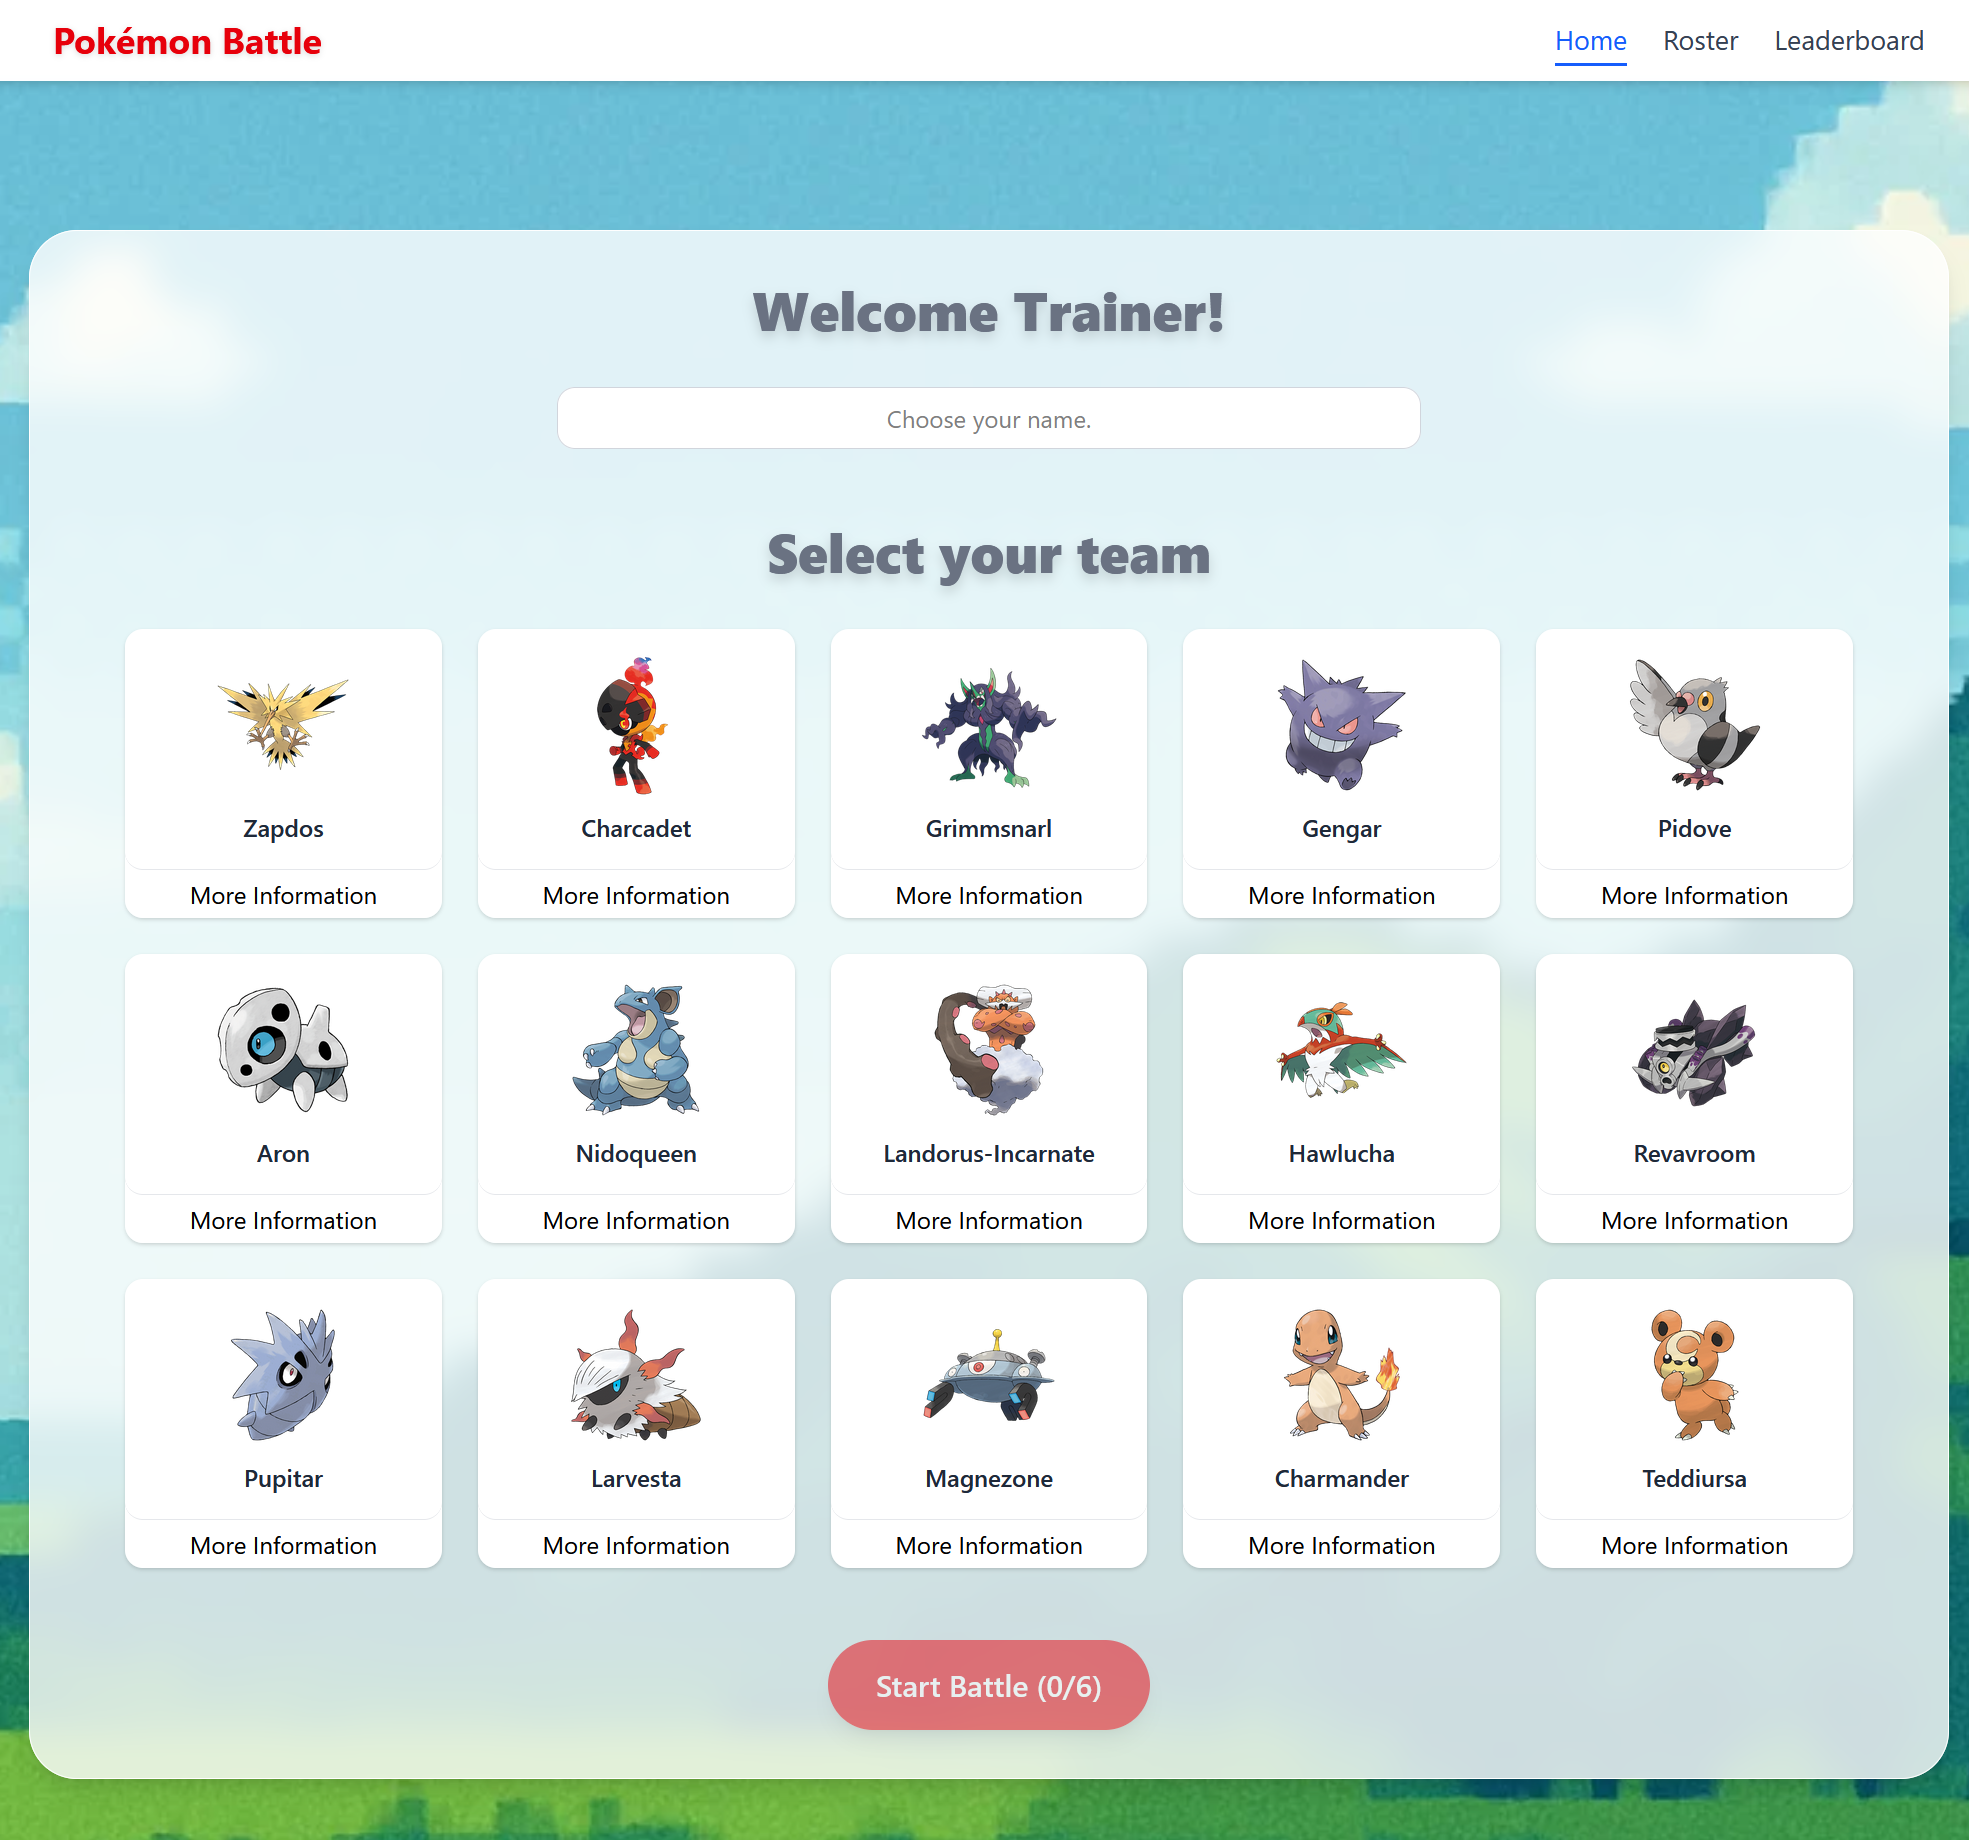 Pokémon Battle
Home Roster Leaderboard
Welcome Trainer!
Choose your name.
Select your team
Zapdos Charcadet Grimmsnarl Gengar Pidove
More Information More Information More Information More Information More Information
Aron Nidoqueen Landorus-Incarnate Hawlucha Revavroom
More Information More Information More Information More Information More Information
Pupitar Larvesta Magnezone Charmander Teddiursa
More Information More Information More Information More Information More Information
Start Battle (0/6)